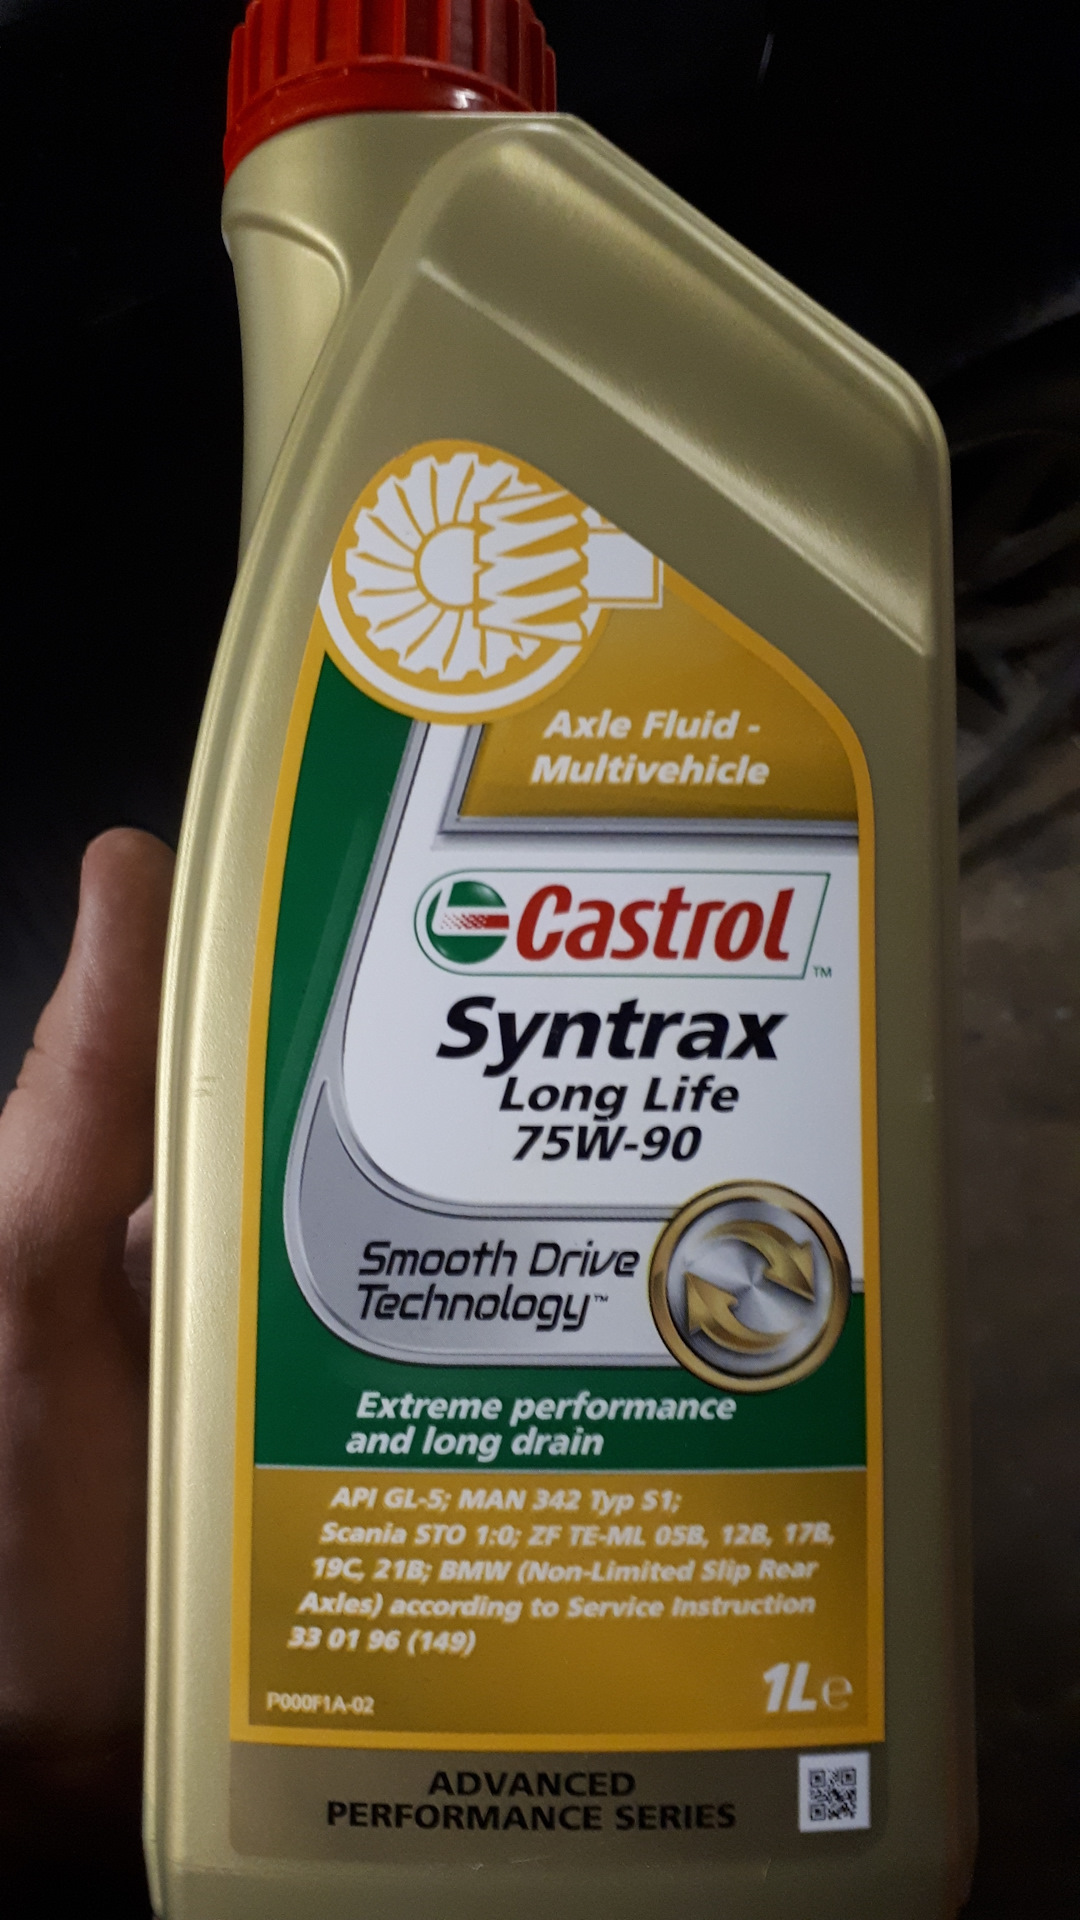 Axle Fluid -
Multivehicle
Castrol™
Syntrax
Long Life
75W-90
Smooth Drive
Technology™
Extreme performance
and long drain
API GL-5; MAN 342 Typ S1;
Scania STO 1:0; ZF TE-ML 05B, 12B, 17B,
19C, 21B; BMW (Non-Limited Slip Rear
Axles) according to Service Instruction
33 01 96 (149)
1L e
P000F1A-02
ADVANCED
PERFORMANCE SERIES